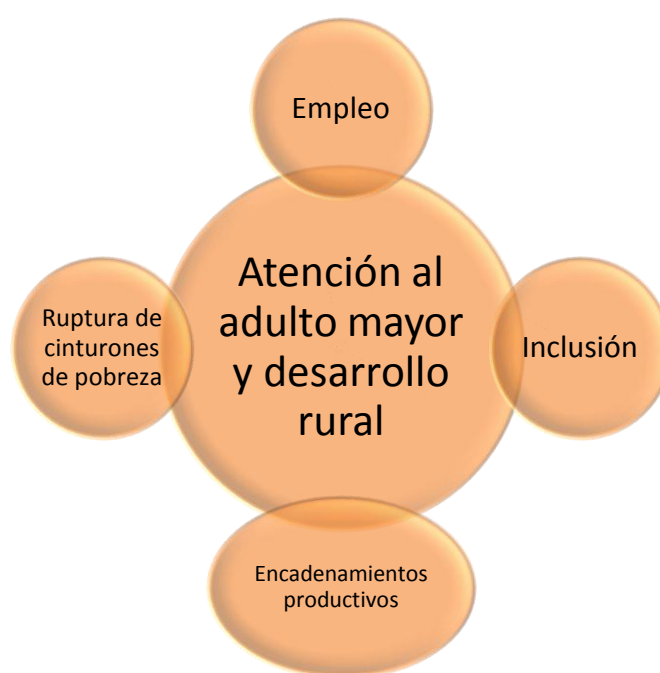 Empleo
Atención al
adulto mayor
y desarrollo
rural
Ruptura de
cinturones
de pobreza
Inclusión
Encadenamientos
productivos